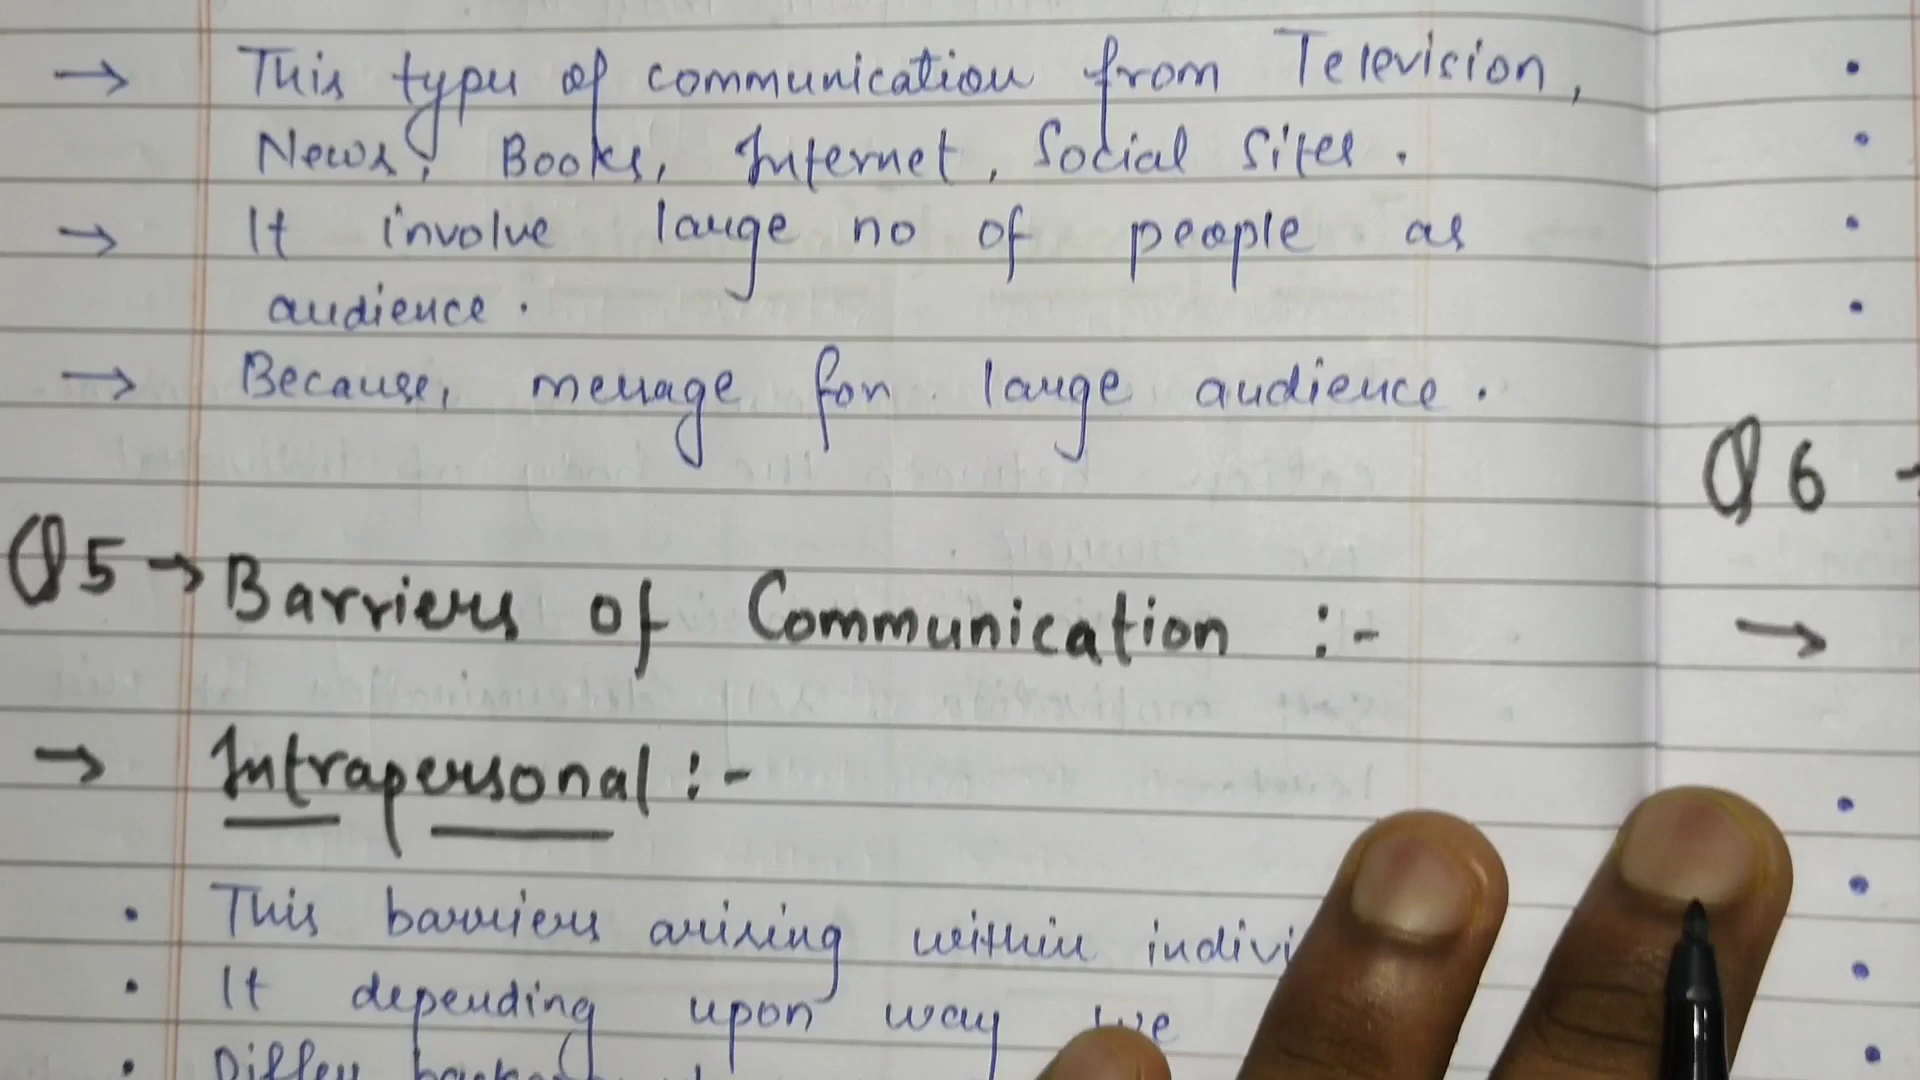 → This type of communication from Television,
News, Books, Internet, Social Sites.
→ It involve large no of people as
audience.
→ Because, message for large audience.
Q6
Q5 → Barriers of Communication :-
→
→ Intrapersonal :-
• This barriers arising within indivi
• It depending upon way we
•